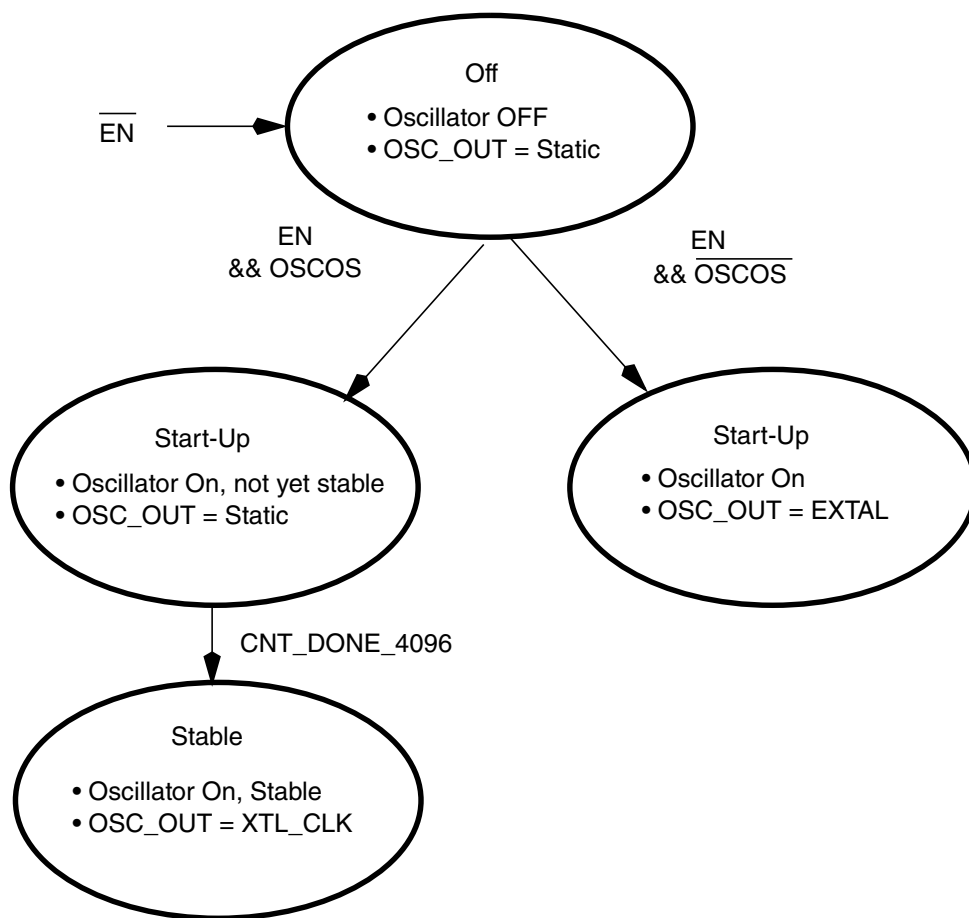 Off
EN
• Oscillator OFF
• OSC_OUT = Static
EN
&& OSCOS
EN
&& OSCOS
Start-Up
• Oscillator On, not yet stable
• OSC_OUT = Static
Start-Up
• Oscillator On
• OSC_OUT = EXTAL
CNT_DONE_4096
Stable
• Oscillator On, Stable
• OSC_OUT = XTL_CLK